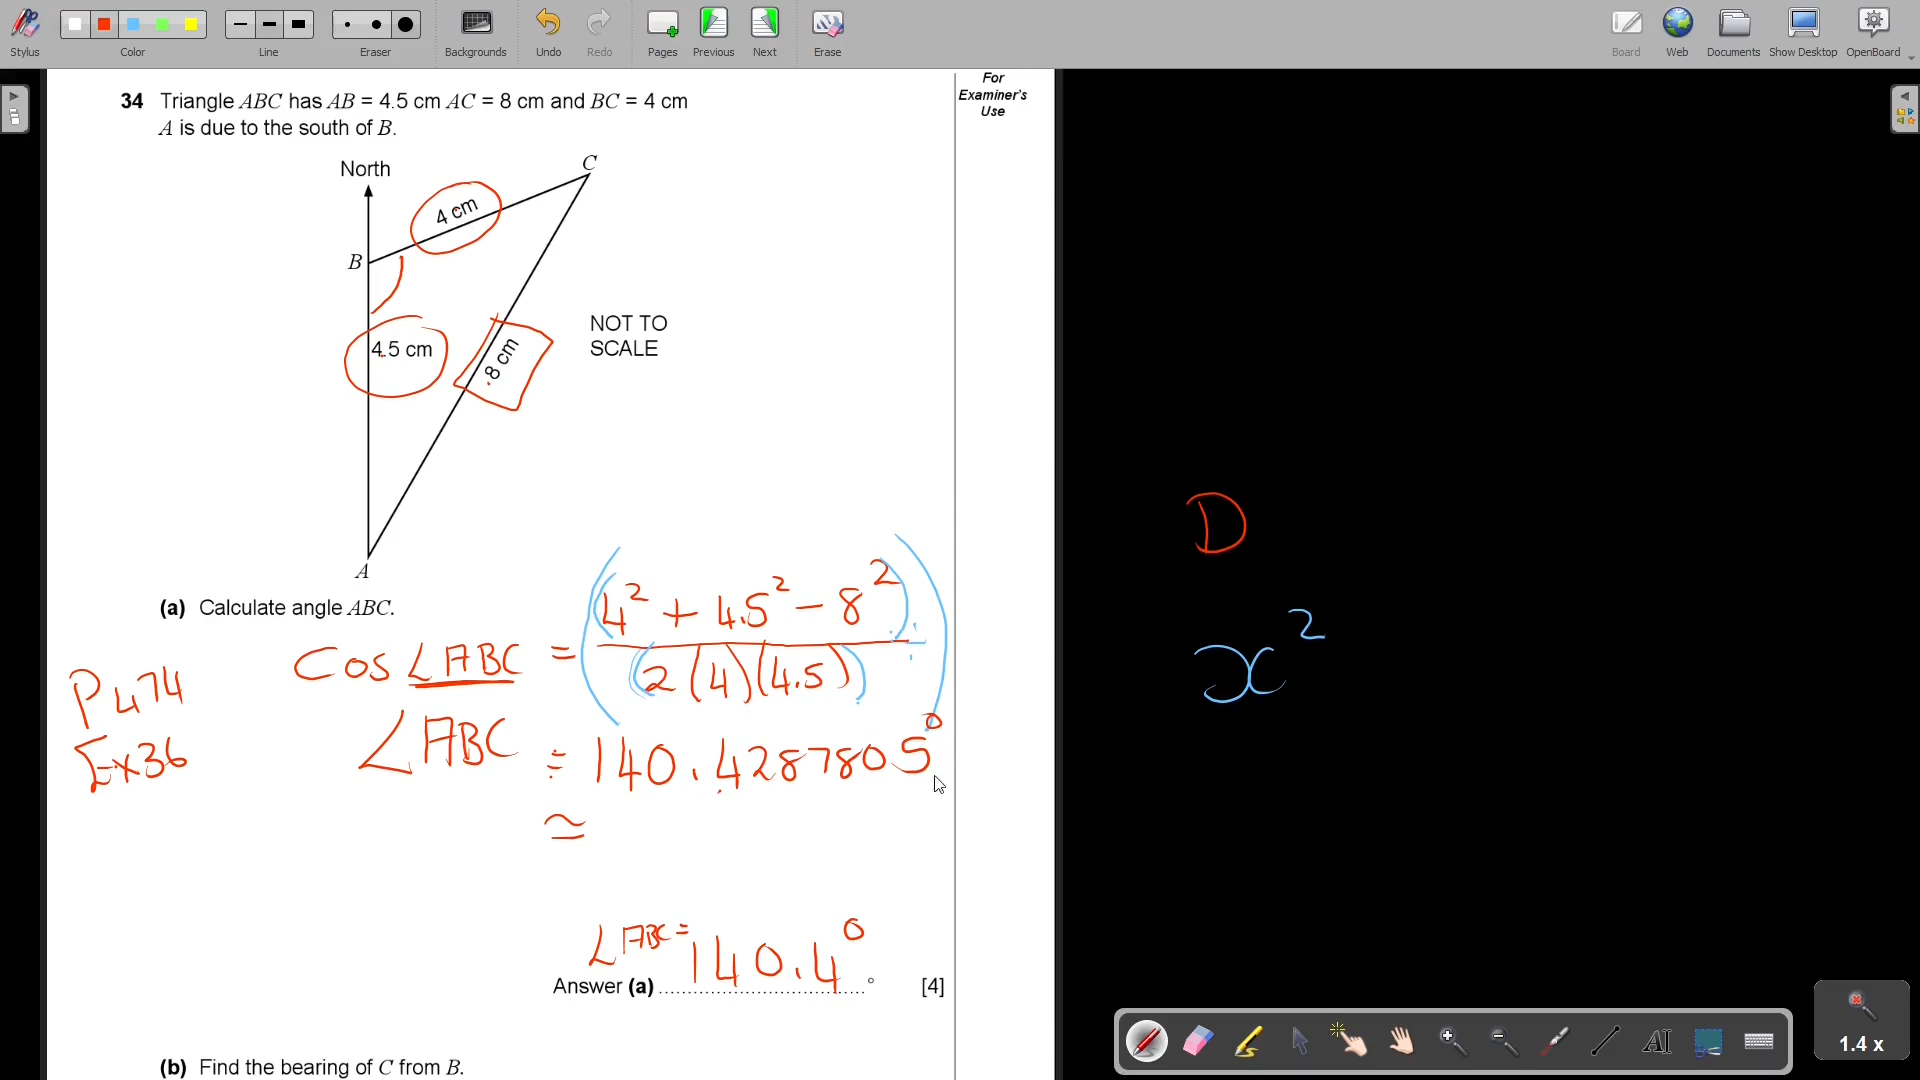 Stylus
Color
Line
Eraser
Backgrounds
Undo
Redo
Pages
Previous
Next
Erase
Board
Web
Documents
Show Desktop
OpenBoard
For
Examiner's
Use
34 Triangle ABC has AB = 4.5 cm AC = 8 cm and BC = 4 cm
A is due to the south of B.
North
C
4 cm
B
4.5 cm
8 cm
NOT TO
SCALE
A
(a) Calculate angle ABC.
Cos ∠ABC = ((4² + 4.5² − 8²) ÷ (2(4)(4.5)))
P474
Ex36
∠ABC = 140.4287805°
≃
∠ABC = 140.4°
Answer (a) ........................................° [4]
(b) Find the bearing of C from B.
D
x²
AI
1.4 x